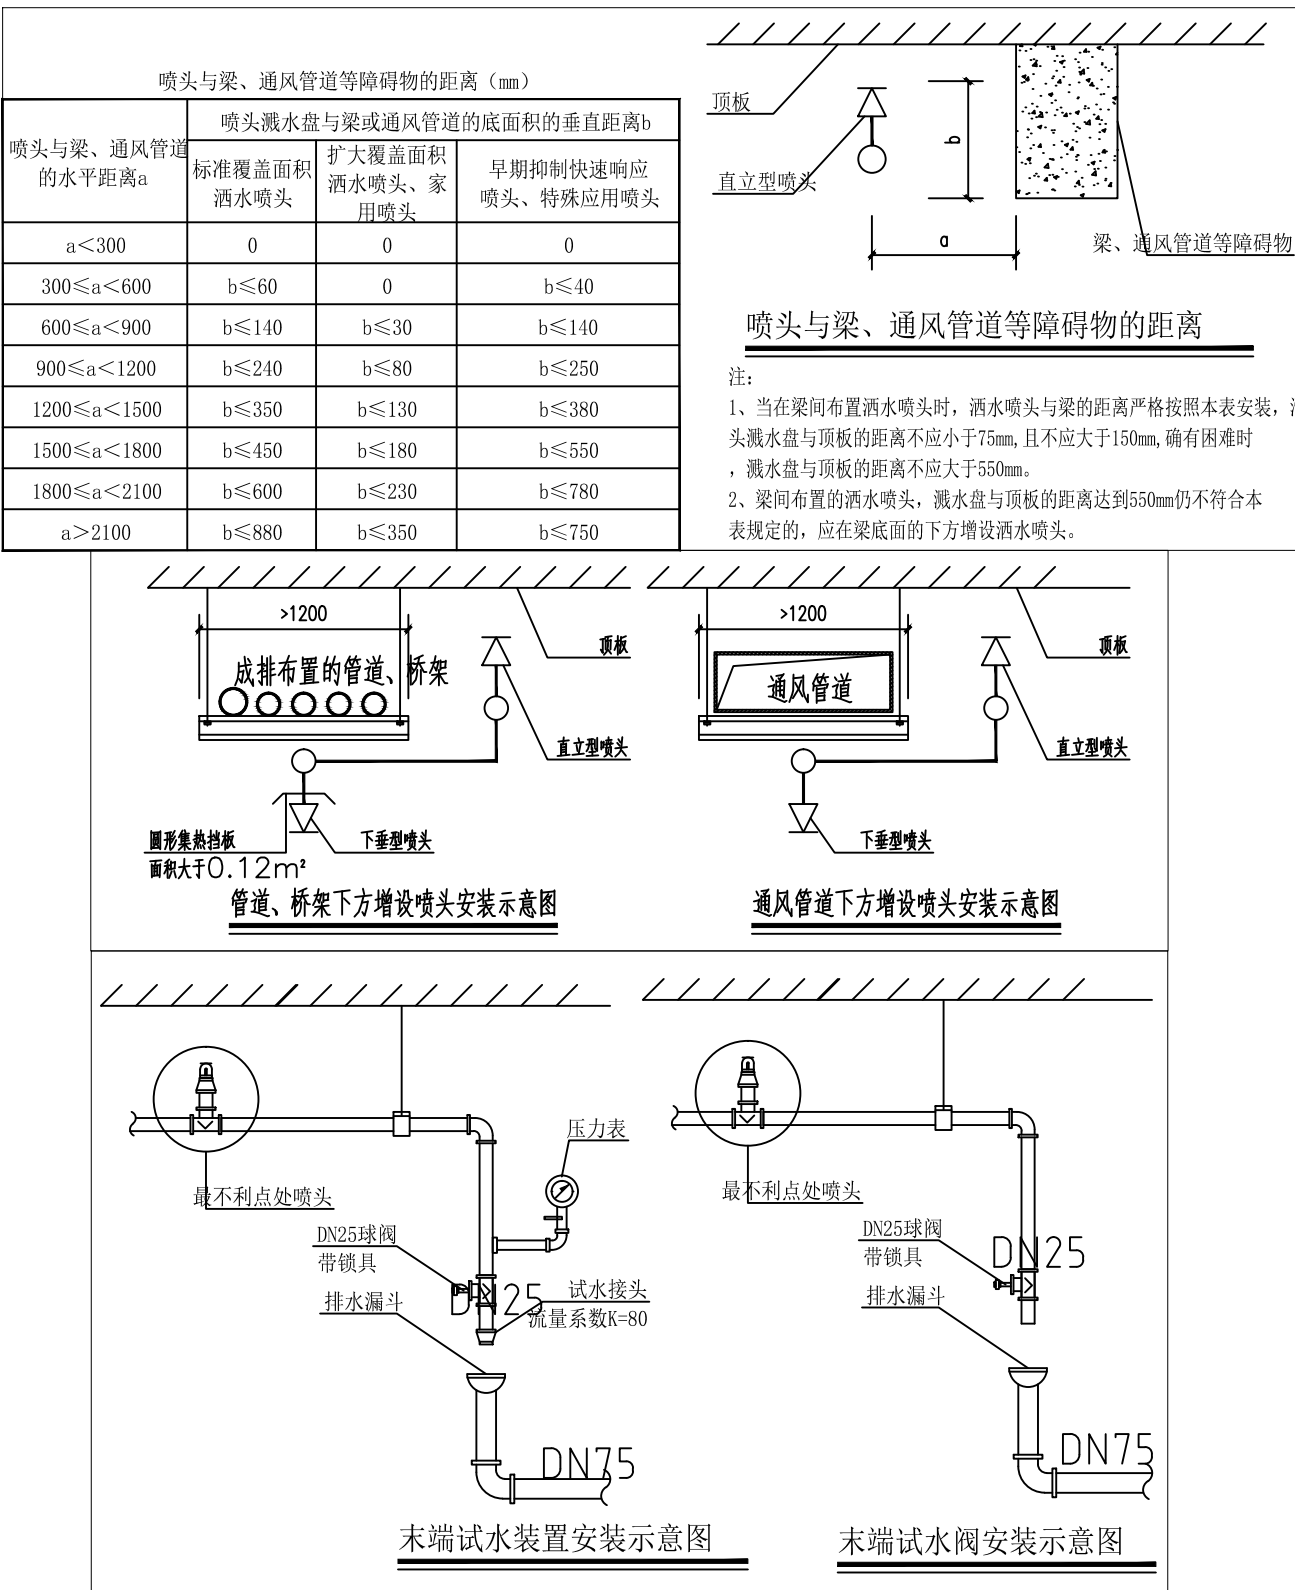 喷头与梁、通风管道等障碍物的距离（mm）
喷头与梁、通风管道
的水平距离a
喷头溅水盘与梁或通风管道的底面积的垂直距离b
标准覆盖面积
洒水喷头
扩大覆盖面积
洒水喷头、家
用喷头
早期抑制快速响应
喷头、特殊应用喷头
a＜300 0 0 0
300≤a＜600 b≤60 0 b≤40
600≤a＜900 b≤140 b≤30 b≤140
900≤a＜1200 b≤240 b≤80 b≤250
1200≤a＜1500 b≤350 b≤130 b≤380
1500≤a＜1800 b≤450 b≤180 b≤550
1800≤a＜2100 b≤600 b≤230 b≤780
a＞2100 b≤880 b≤350 b≤750
顶板
直立型喷头
b
a
梁、通风管道等障碍物
喷头与梁、通风管道等障碍物的距离
注：
1、当在梁间布置洒水喷头时，洒水喷头与梁的距离严格按照本表安装，
头溅水盘与顶板的距离不应小于75mm,且不应大于150mm,确有困难时
，溅水盘与顶板的距离不应大于550mm。
2、梁间布置的洒水喷头，溅水盘与顶板的距离达到550mm仍不符合本
表规定的，应在梁底面的下方增设洒水喷头。
>1200
成排布置的管道、桥架
顶板
直立型喷头
圆形集热挡板
面积大于0.12m²
下垂型喷头
管道、桥架下方增设喷头安装示意图
>1200
通风管道
顶板
直立型喷头
下垂型喷头
通风管道下方增设喷头安装示意图
压力表
最不利点处喷头
DN25球阀
带锁具
排水漏斗
DN25
试水接头
流量系数K=80
DN75
末端试水装置安装示意图
最不利点处喷头
DN25球阀
带锁具
DN25
排水漏斗
DN75
末端试水阀安装示意图